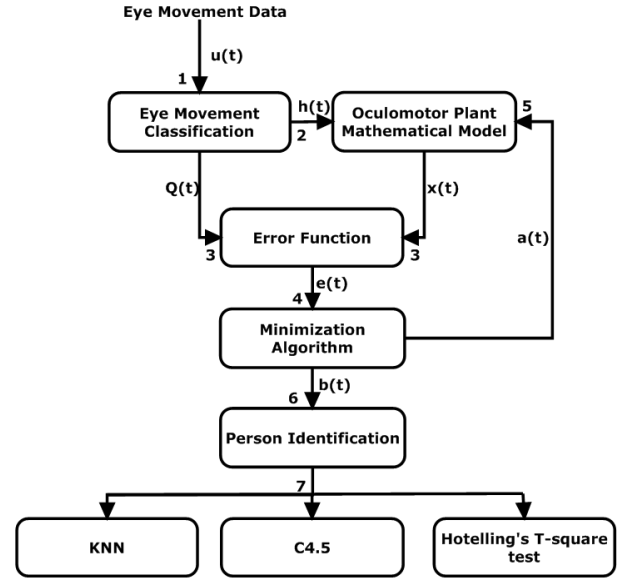 Eye Movement Data
u(t)
1
Eye Movement
Classification
h(t)
2
Oculomotor Plant
Mathematical Model
5
Q(t)
x(t)
a(t)
Error Function
3
3
e(t)
4
Minimization
Algorithm
b(t)
6
Person Identification
7
KNN
C4.5
Hotelling's T-square
test